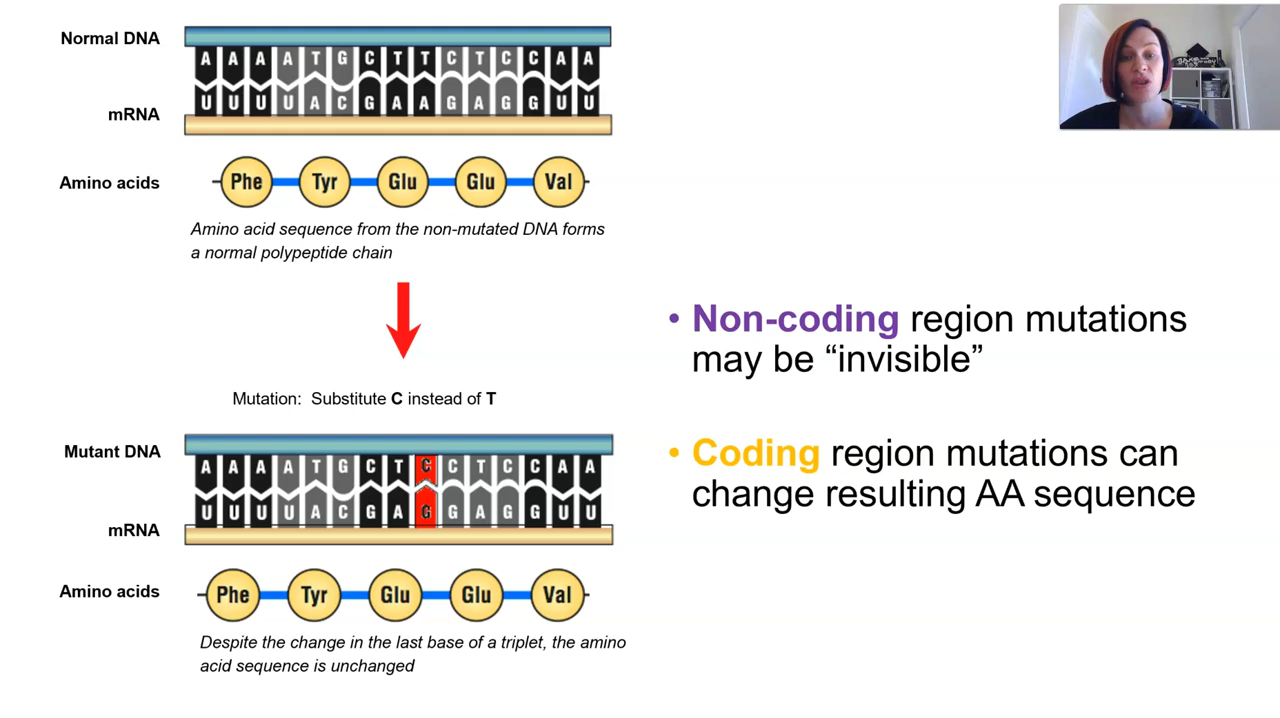 Normal DNA
A A A A T G C T T C T C C A A
U U U U A C G A A G A G G U U
mRNA
Amino acids
Phe Tyr Glu Glu Val
Amino acid sequence from the non-mutated DNA forms
a normal polypeptide chain
Mutation: Substitute C instead of T
Mutant DNA
A A A A T G C T C C T C C A A
U U U U A C G A G G A G G U U
mRNA
Amino acids
Phe Tyr Glu Glu Val
Despite the change in the last base of a triplet, the amino
acid sequence is unchanged
• Non-coding region mutations
may be “invisible”
• Coding region mutations can
change resulting AA sequence